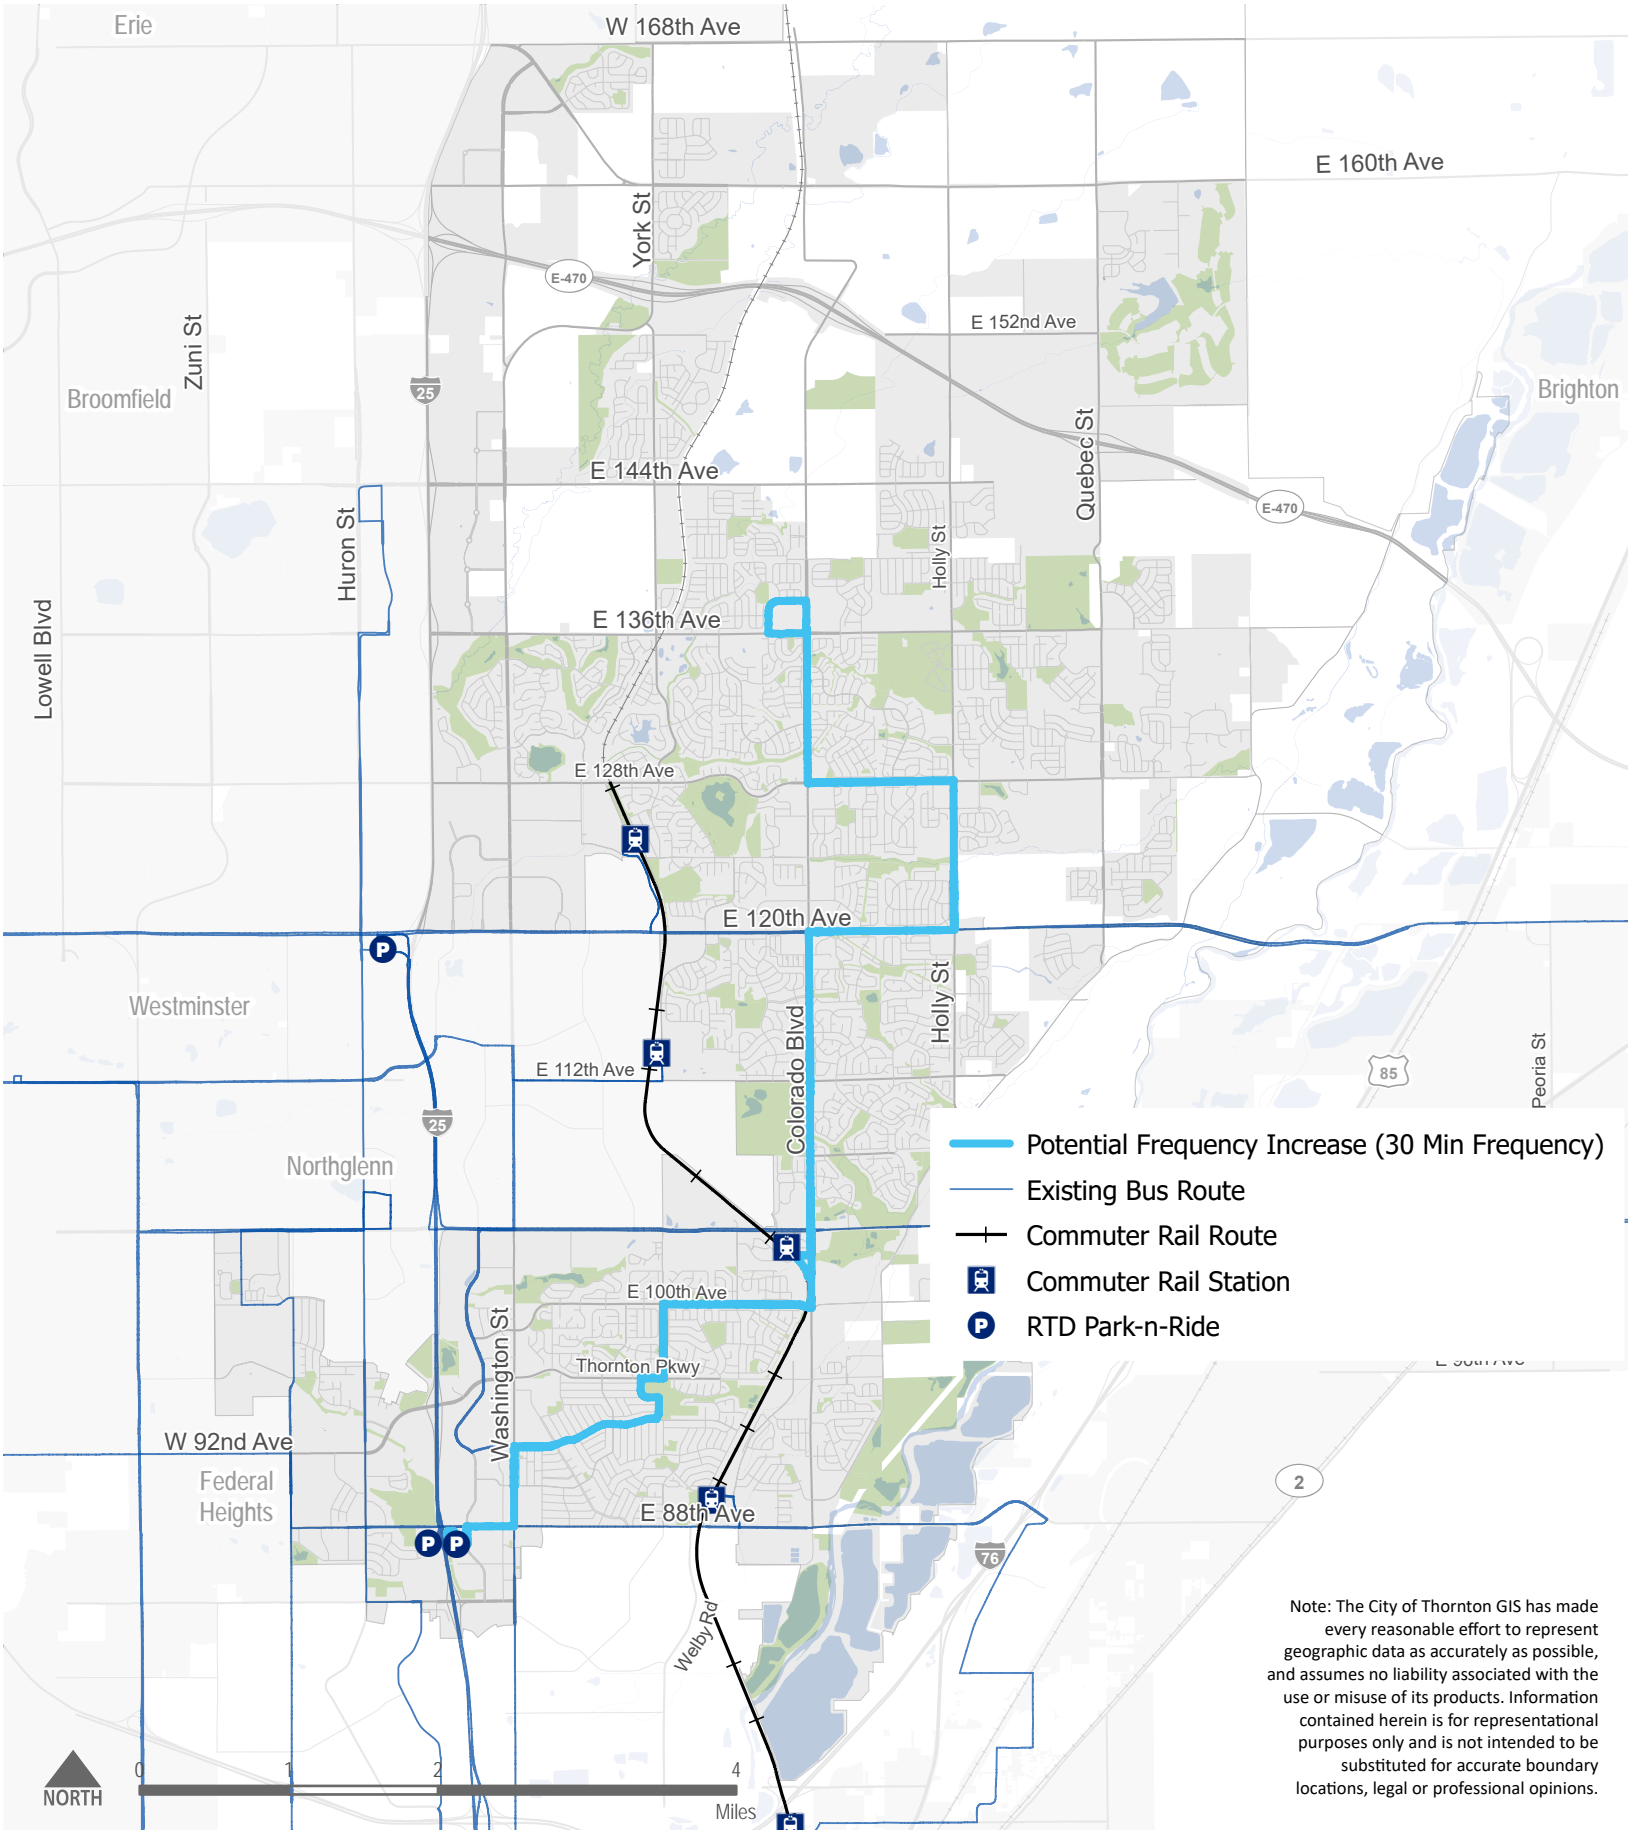 Erie
W 168th Ave
E 160th Ave
York St
E-470
E 152nd Ave
Zuni St
25
Broomfield
Brighton
Quebec St
E 144th Ave
E-470
Huron St
Holly St
Lowell Blvd
E 136th Ave
E 128th Ave
E 120th Ave
P
Westminster
Holly St
Colorado Blvd
E 112th Ave
85
Peoria St
25
Northglenn
Potential Frequency Increase (30 Min Frequency)
Existing Bus Route
Commuter Rail Route
Commuter Rail Station
P RTD Park-n-Ride
E 100th Ave
Washington St
Thornton Pkwy
W 92nd Ave
Federal
Heights
2
E 88th Ave
P P
76
Welby Rd
Note: The City of Thornton GIS has made
every reasonable effort to represent
geographic data as accurately as possible,
and assumes no liability associated with the
use or misuse of its products. Information
contained herein is for representational
purposes only and is not intended to be
substituted for accurate boundary
locations, legal or professional opinions.
NORTH
0 1 2 4
Miles